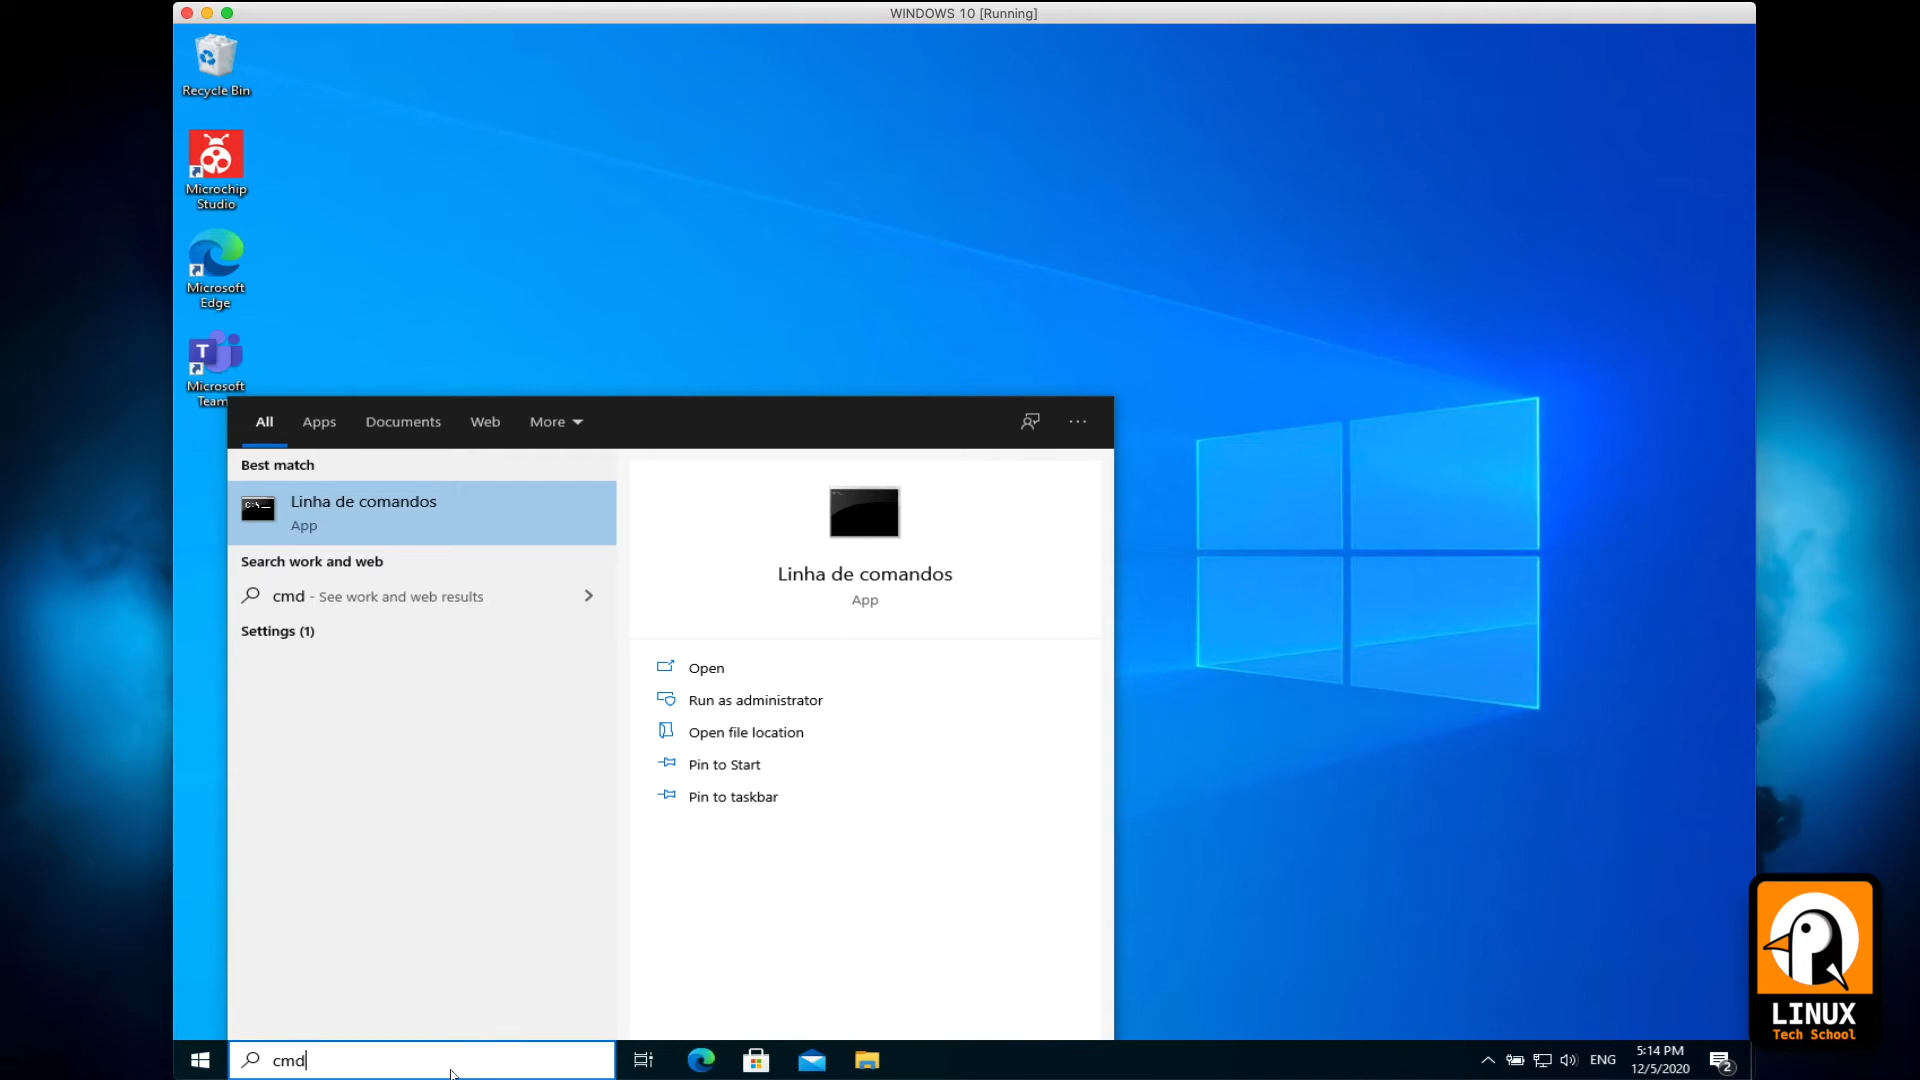 WINDOWS 10 [Running]
Recycle Bin
Microchip
Studio
Microsoft
Edge
Microsoft
Team
All Apps Documents Web More
Best match
Linha de comandos
App
Search work and web
cmd - See work and web results
Settings (1)
Linha de comandos
App
Open
Run as administrator
Open file location
Pin to Start
Pin to taskbar
cmd
ENG
5:14 PM
12/5/2020
2
LINUX
Tech School